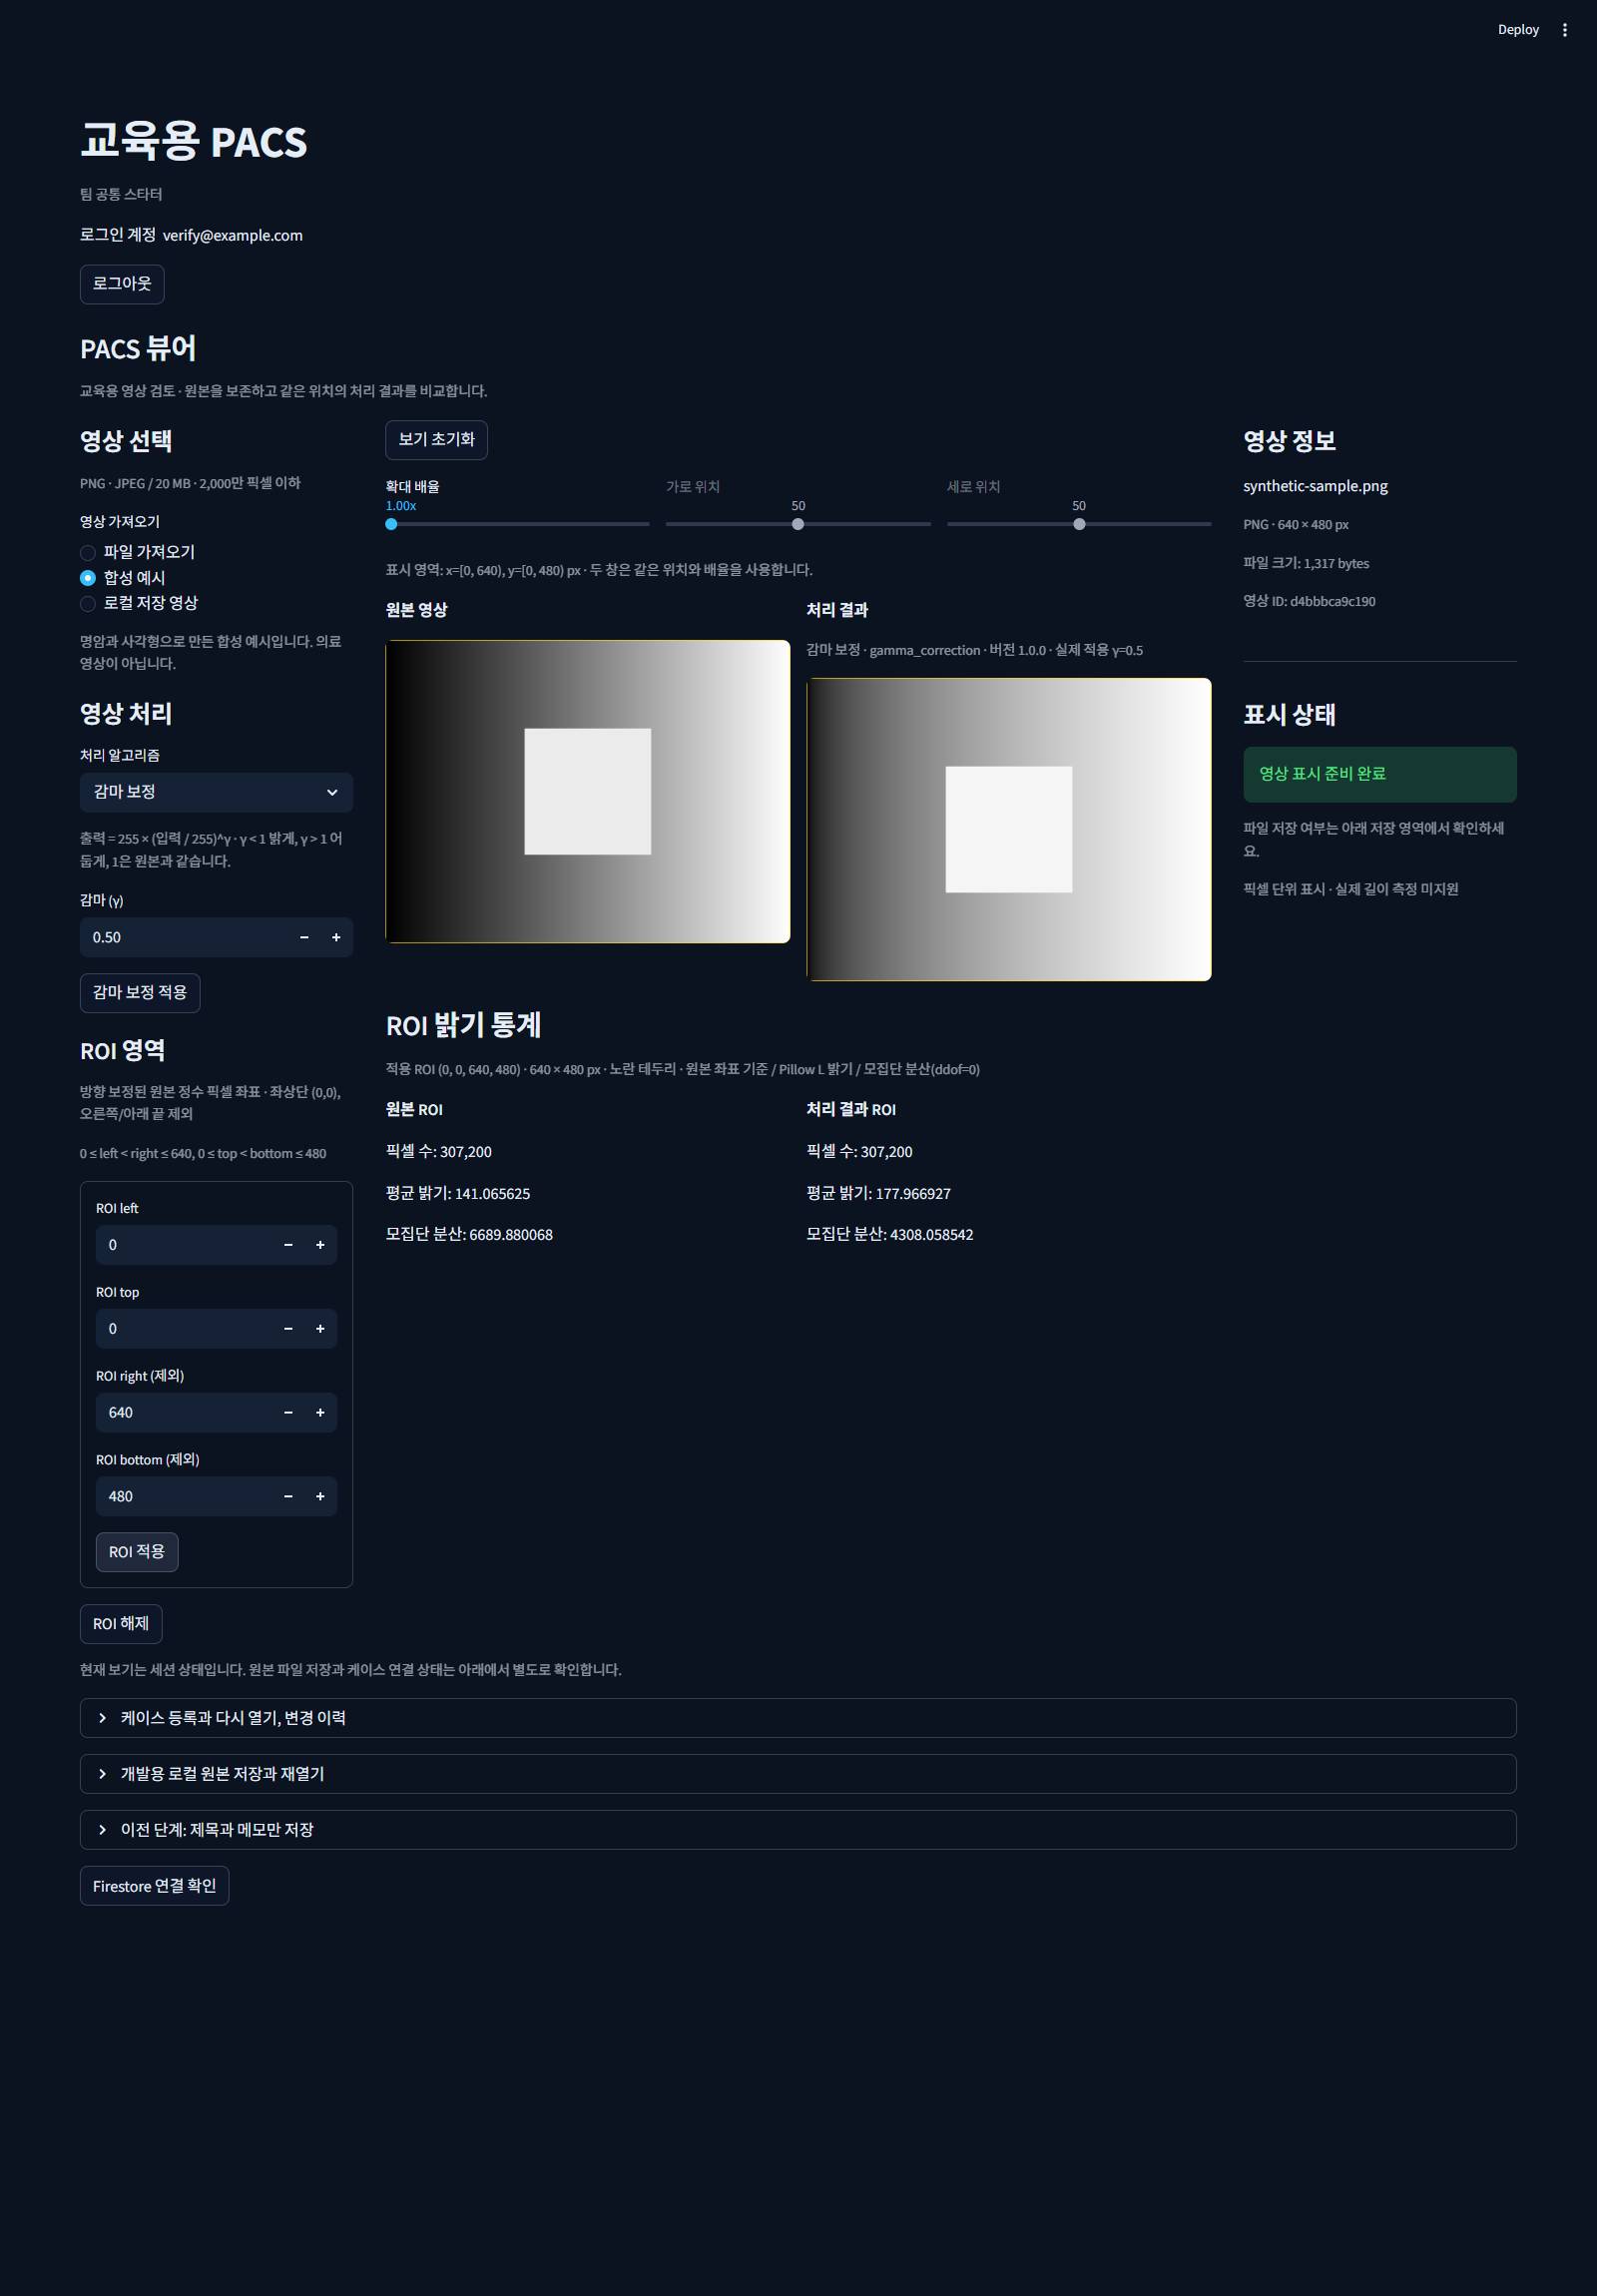 Deploy
교육용 PACS
팀 공통 스타터
로그인 계정 verify@example.com
로그아웃
PACS 뷰어
교육용 영상 검토 · 원본을 보존하고 같은 위치의 처리 결과를 비교합니다.
영상 선택
PNG · JPEG / 20 MB · 2,000만 픽셀 이하
영상 가져오기
파일 가져오기
합성 예시
로컬 저장 영상
명암과 사각형으로 만든 합성 예시입니다. 의료
영상이 아닙니다.
영상 처리
처리 알고리즘
감마 보정
출력 = 255 × (입력 / 255)^γ · γ < 1 밝게, γ > 1 어
둡게, 1은 원본과 같습니다.
감마 (γ)
0.50
감마 보정 적용
ROI 영역
방향 보정된 원본 정수 픽셀 좌표 · 좌상단 (0,0),
오른쪽/아래 끝 제외
0 ≤ left < right ≤ 640, 0 ≤ top < bottom ≤ 480
ROI left
0
ROI top
0
ROI right (제외)
640
ROI bottom (제외)
480
ROI 적용
ROI 해제
보기 초기화
확대 배율
1.00x
가로 위치
50
세로 위치
50
표시 영역: x=[0, 640), y=[0, 480) px · 두 창은 같은 위치와 배율을 사용합니다.
원본 영상
처리 결과
감마 보정 · gamma_correction · 버전 1.0.0 · 실제 적용 γ=0.5
ROI 밝기 통계
적용 ROI (0, 0, 640, 480) · 640 × 480 px · 노란 테두리 · 원본 좌표 기준 / Pillow L 밝기 / 모집단 분산(ddof=0)
원본 ROI
픽셀 수: 307,200
평균 밝기: 141.065625
모집단 분산: 6689.880068
처리 결과 ROI
픽셀 수: 307,200
평균 밝기: 177.966927
모집단 분산: 4308.058542
영상 정보
synthetic-sample.png
PNG · 640 × 480 px
파일 크기: 1,317 bytes
영상 ID: d4bbbca9c190
표시 상태
영상 표시 준비 완료
파일 저장 여부는 아래 저장 영역에서 확인하세
요.
픽셀 단위 표시 · 실제 길이 측정 미지원
현재 보기는 세션 상태입니다. 원본 파일 저장과 케이스 연결 상태는 아래에서 별도로 확인합니다.
케이스 등록과 다시 열기, 변경 이력
개발용 로컬 원본 저장과 재열기
이전 단계: 제목과 메모만 저장
Firestore 연결 확인